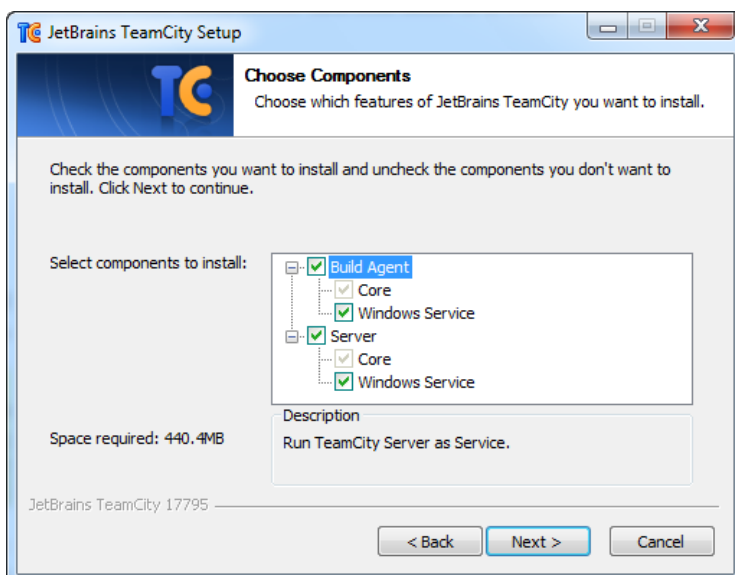 JetBrains TeamCity Setup
TC
Choose Components
Choose which features of JetBrains TeamCity you want to install.
Check the components you want to install and uncheck the components you don't want to
install. Click Next to continue.
Select components to install:
Build Agent
Core
Windows Service
Server
Core
Windows Service
Space required: 440.4MB
Description
Run TeamCity Server as Service.
JetBrains TeamCity 17795
< Back
Next >
Cancel